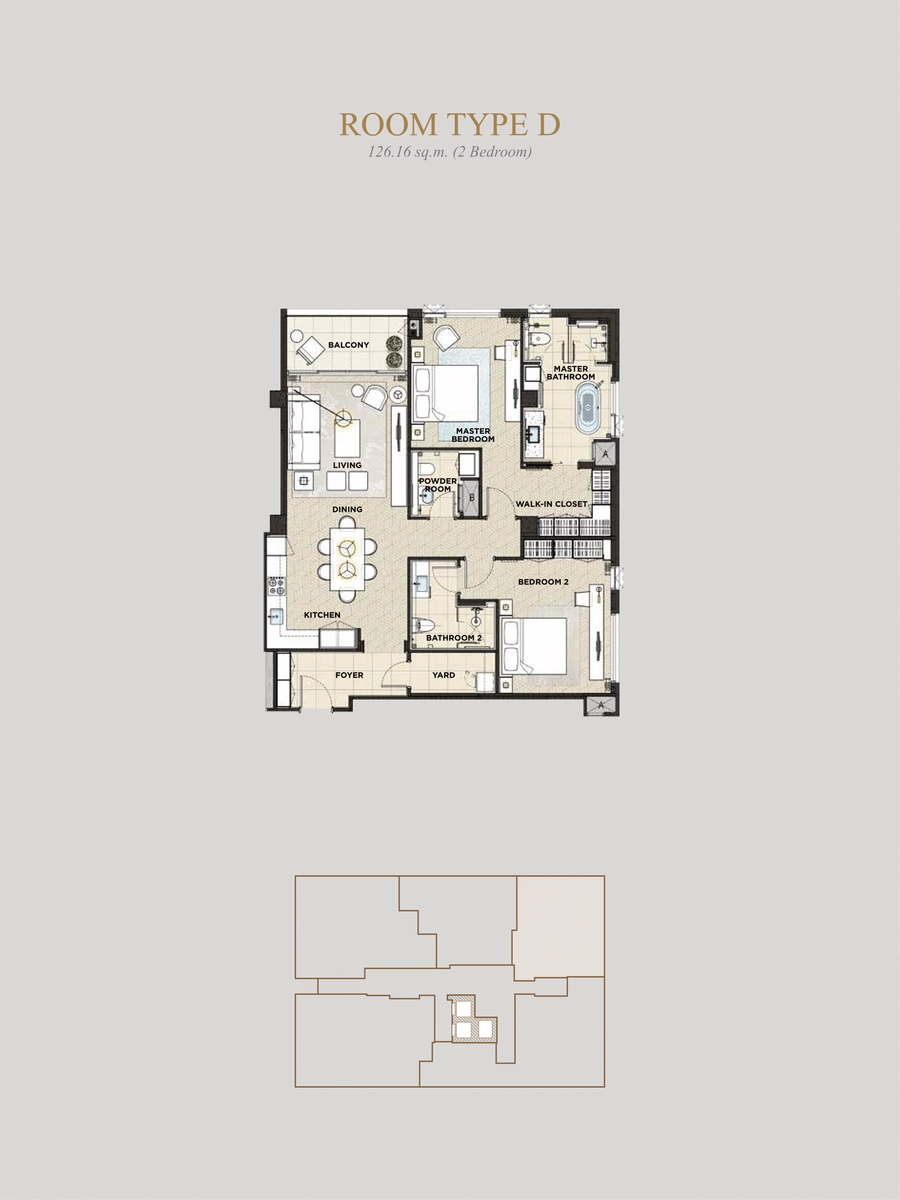 ROOM TYPE D
126.16 sq.m. (2 Bedroom)
BALCONY
MASTER
BATHROOM
MASTER
BEDROOM
A
LIVING
POWDER
ROOM
B
WALK-IN CLOSET
DINING
BEDROOM 2
KITCHEN
BATHROOM 2
FOYER
YARD
A